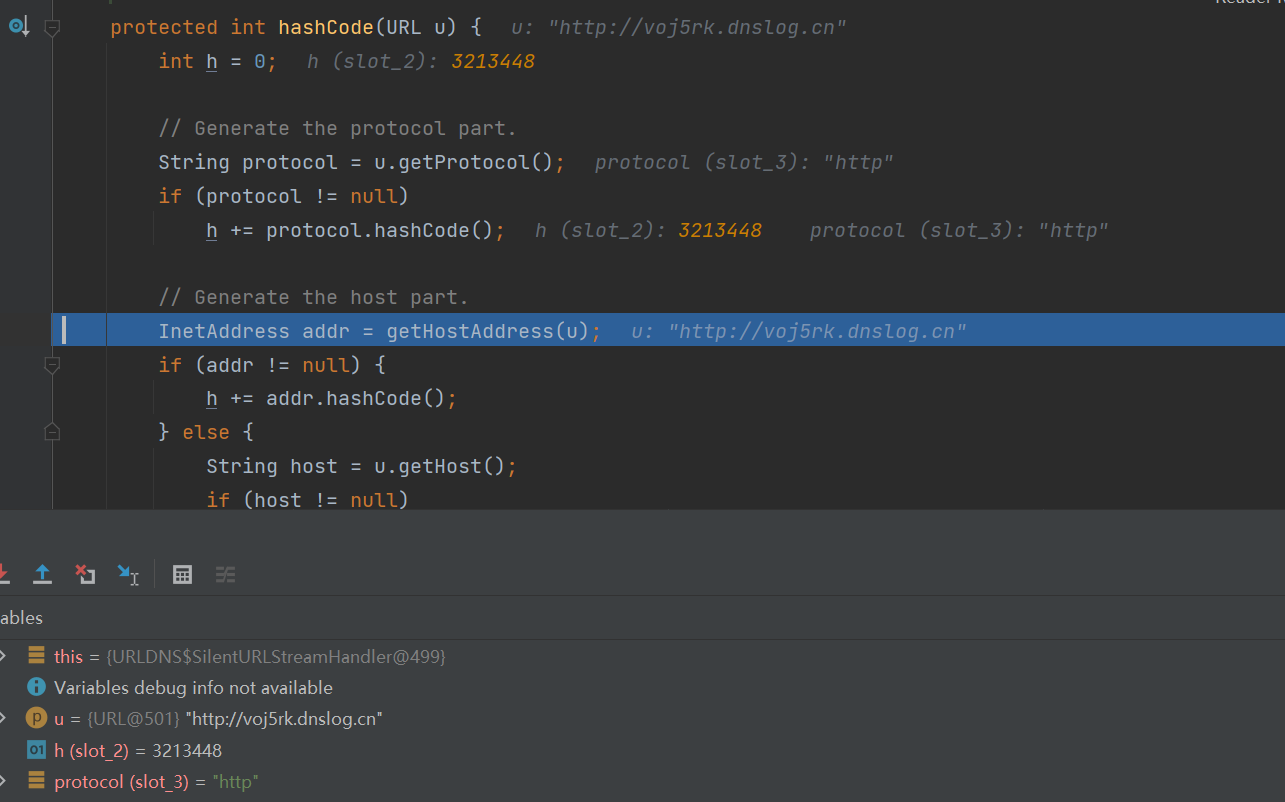 protected int hashCode(URL u) {   u: "http://voj5rk.dnslog.cn"
int h = 0;   h (slot_2): 3213448
// Generate the protocol part.
String protocol = u.getProtocol();   protocol (slot_3): "http"
if (protocol != null)
h += protocol.hashCode();   h (slot_2): 3213448   protocol (slot_3): "http"
// Generate the host part.
InetAddress addr = getHostAddress(u);   u: "http://voj5rk.dnslog.cn"
if (addr != null) {
h += addr.hashCode();
} else {
String host = u.getHost();
if (host != null)
ables
this = {URLDNS$SilentURLStreamHandler@499}
Variables debug info not available
p u = {URL@501} "http://voj5rk.dnslog.cn"
01 h (slot_2) = 3213448
protocol (slot_3) = "http"